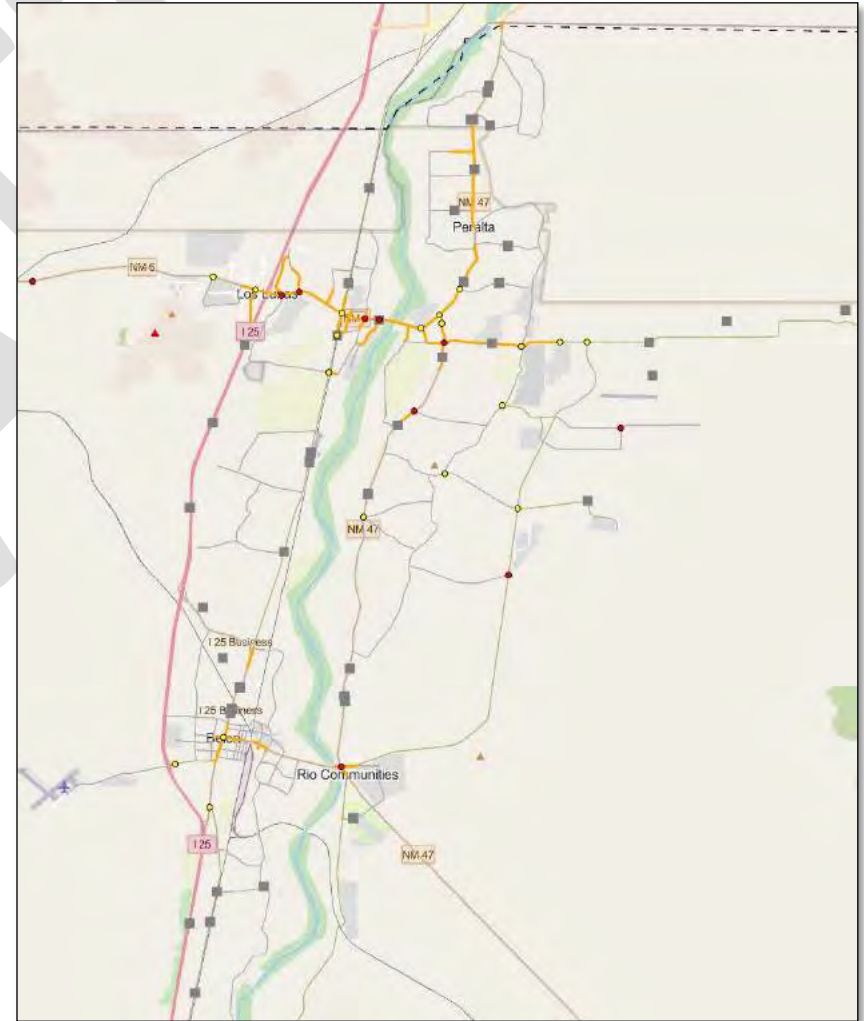 NM 47
Peralta
NM-6
Los Lunas
I 25
NM 47
I 25 Business
I 25 Business
Belen
Rio Communities
I 25
NM 47